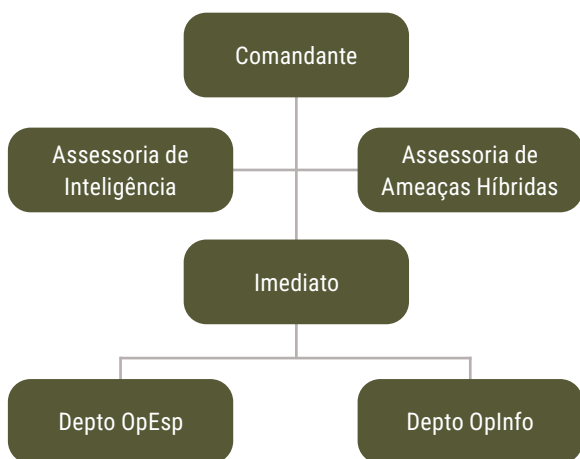 Comandante
Assessoria de
Inteligência
Assessoria de
Ameaças Híbridas
Imediato
Depto OpEsp
Depto OpInfo